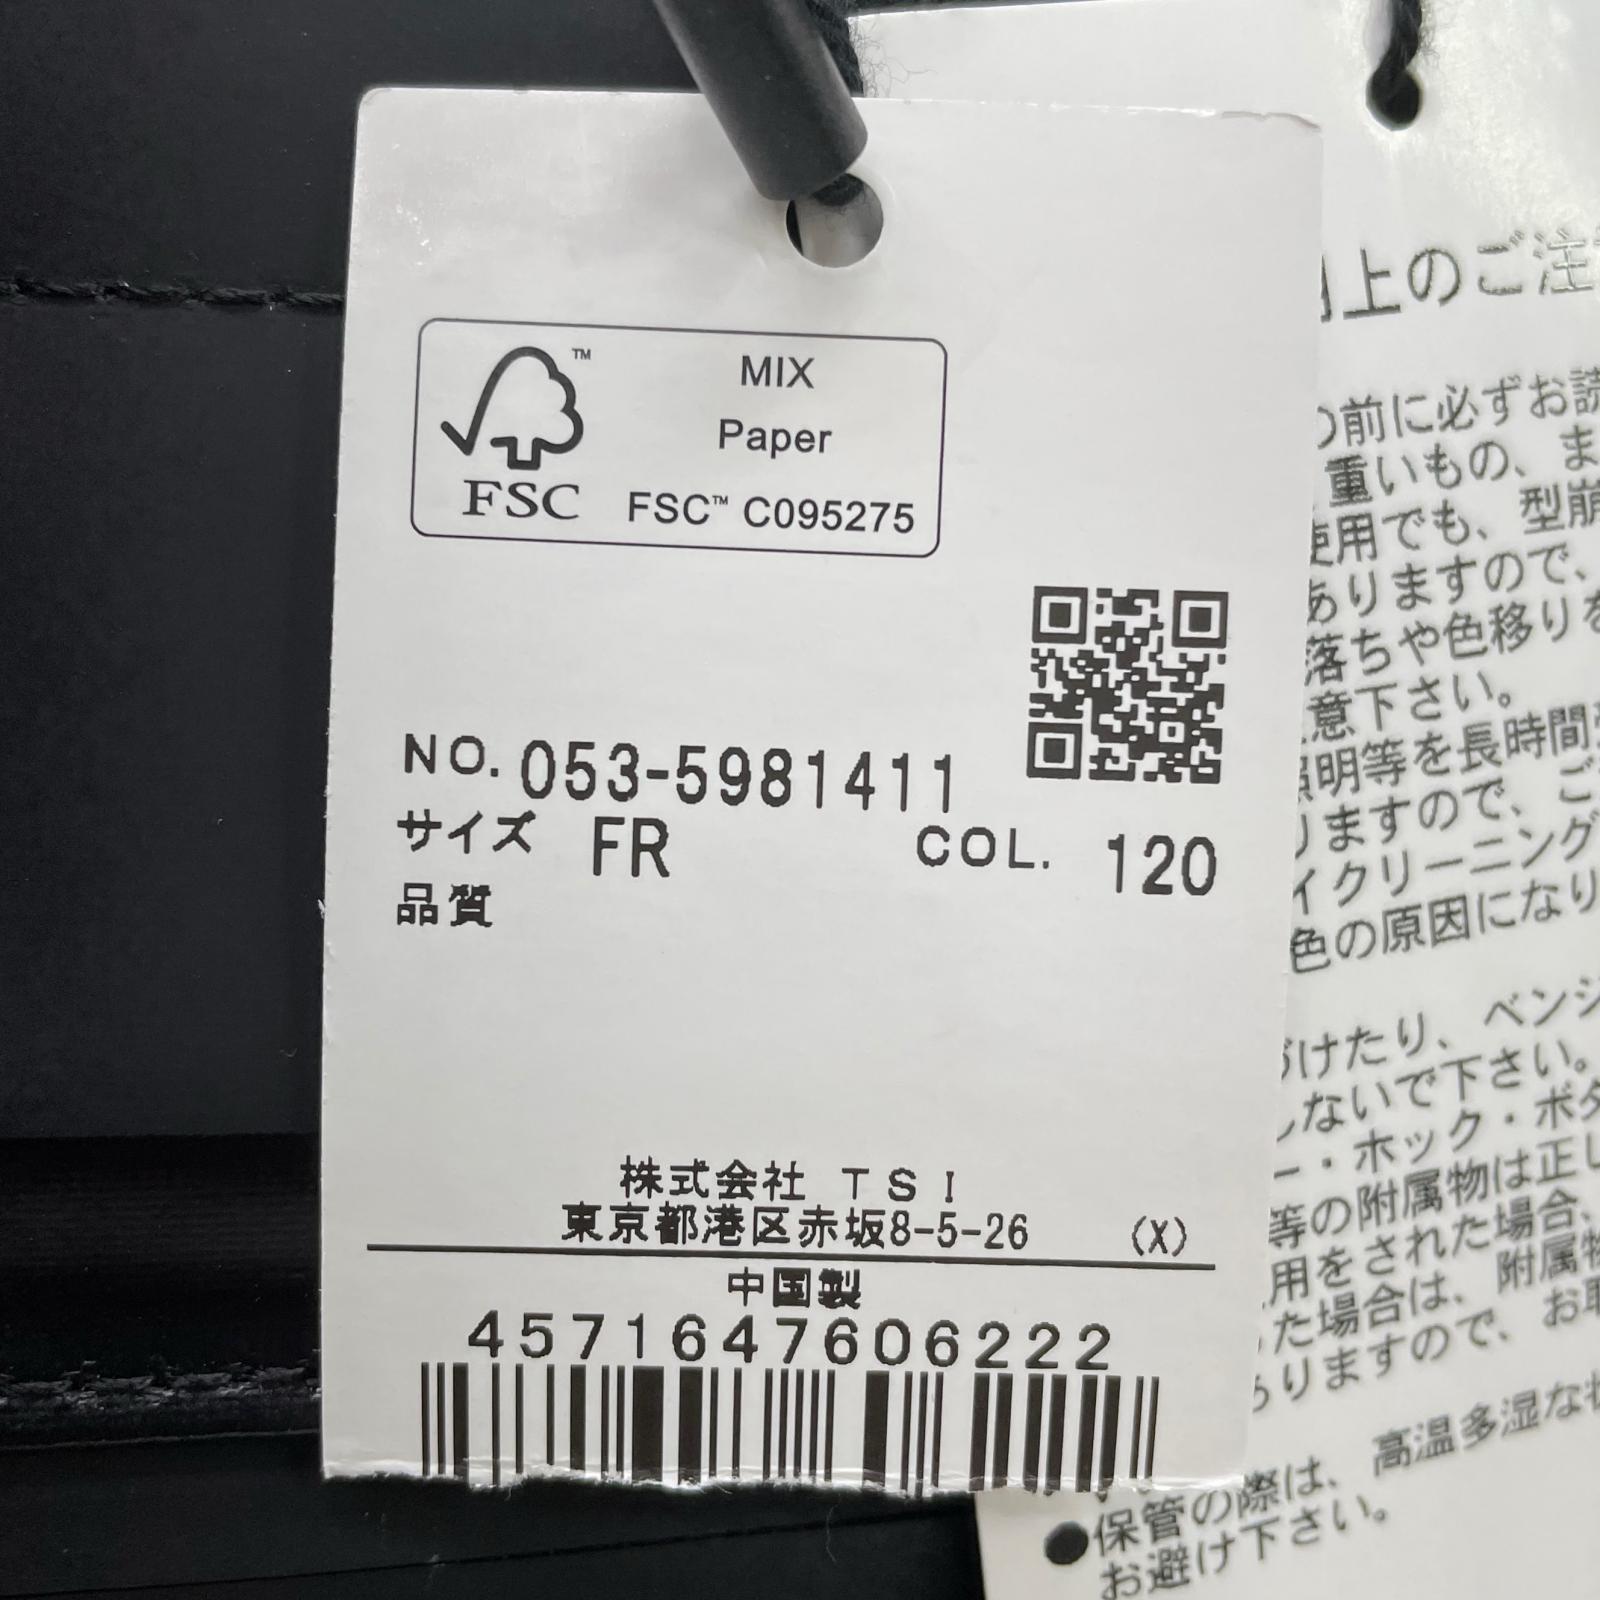 ™
MIX
Paper
FSC
FSC™ C095275
NO. 053-5981411
サイズ FR COL. 120
品質
株式会社 TSI
東京都港区赤坂8-5-26 (X)
中国製
4571647606222
上のご注
の前に必ずお読
重いもの、ま
使用でも、型崩
ありますので、
落ちや色移りを
意下さい。
照明等を長時間
りますので、ご
イクリーニング
色の原因になり
づけたり、ベンジ
しないで下さい。
ー・ホック・ボタ
等の附属物は正し
用をされた場合、
た場合は、附属物
ありますので、お取
●保管の際は、高温多湿な状
お避け下さい。